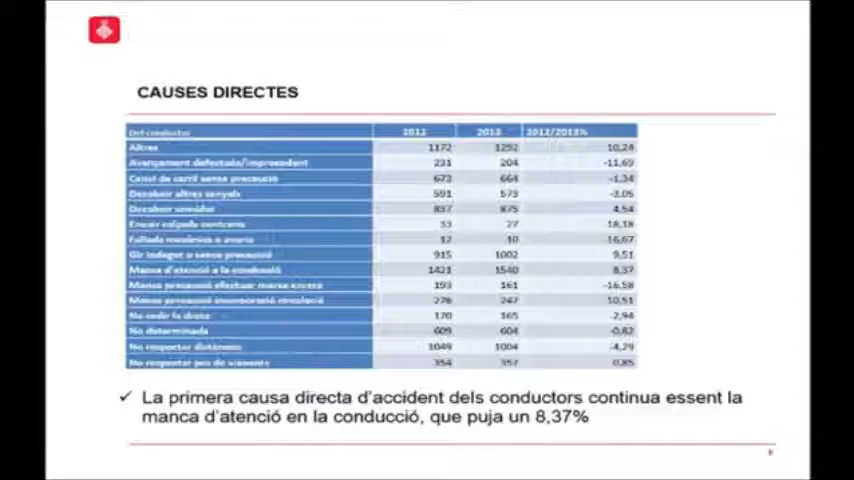 CAUSES DIRECTES
Del conductor 2012 2013 2012/2013%
Altres 1172 1292 10,24
Avançament defectuós/improcedent 231 204 -11,69
Canvi de carril sense precaució 673 664 -1,34
Desobeir altres senyals 591 573 -3,05
Desobeir semàfor 837 875 4,54
Envair calçada contrària 33 27 18,18
Fallada mecànica o avaria 12 10 -16,67
Gir indegut o sense precaució 915 1002 9,51
Manca d'atenció a la conducció 1421 1540 8,37
Manca precaució efectuar marxa enrera 193 161 -16,58
Manca precaució incorporació circulació 276 247 10,51
No cedir la dreta 170 165 -2,94
No determinada 609 604 -0,82
No respectar distàncies 1049 1004 -4,29
No respectar pas de vianants 354 357 0,85
✓ La primera causa directa d'accident dels conductors continua essent la
manca d'atenció en la conducció, que puja un 8,37%